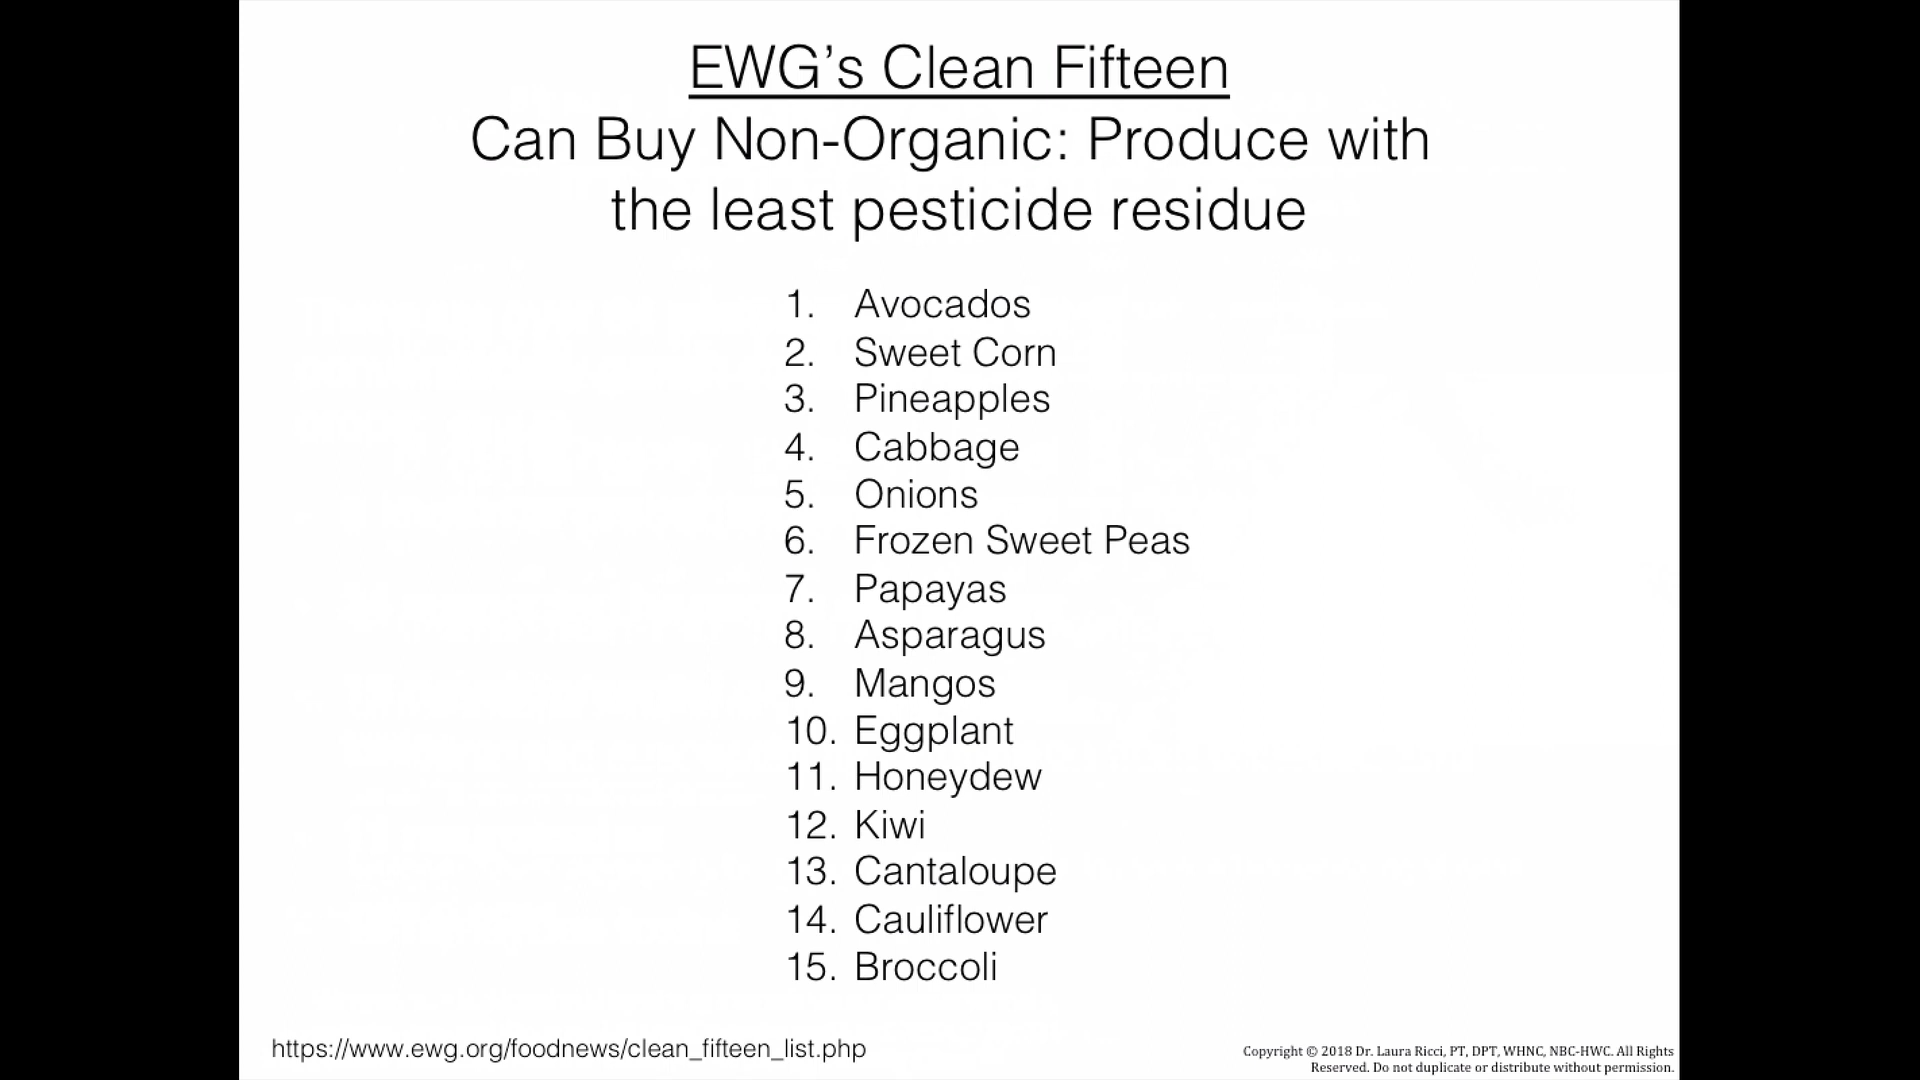 EWG’s Clean Fifteen
Can Buy Non-Organic: Produce with
the least pesticide residue
1. Avocados
2. Sweet Corn
3. Pineapples
4. Cabbage
5. Onions
6. Frozen Sweet Peas
7. Papayas
8. Asparagus
9. Mangos
10. Eggplant
11. Honeydew
12. Kiwi
13. Cantaloupe
14. Cauliflower
15. Broccoli
https://www.ewg.org/foodnews/clean_fifteen_list.php
Copyright © 2018 Dr. Laura Ricci, PT, DPT, WHNC, NBC-HWC. All Rights
Reserved. Do not duplicate or distribute without permission.